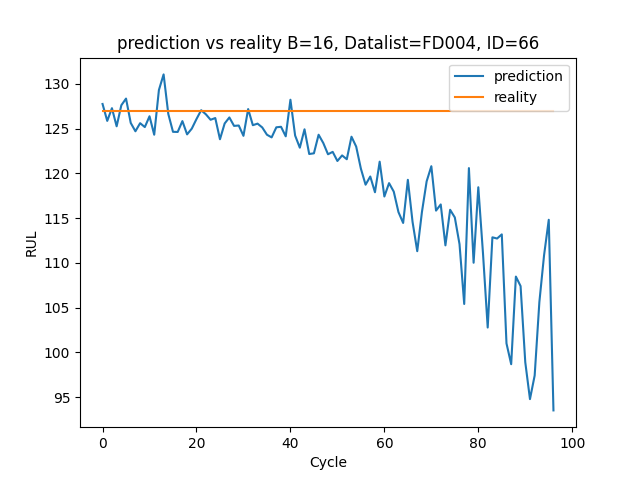 prediction vs reality B=16, Datalist=FD004, ID=66
prediction
reality
130
125
120
115
110
105
100
95
RUL
0 20 40 60 80 100
Cycle